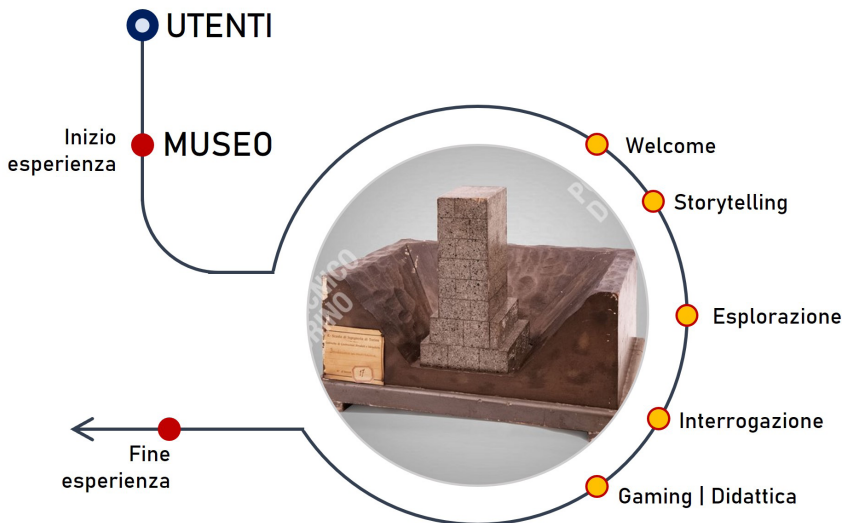 UTENTI
Inizio
esperienza
MUSEO
Welcome
Storytelling
Esplorazione
Interrogazione
Gaming | Didattica
Fine
esperienza